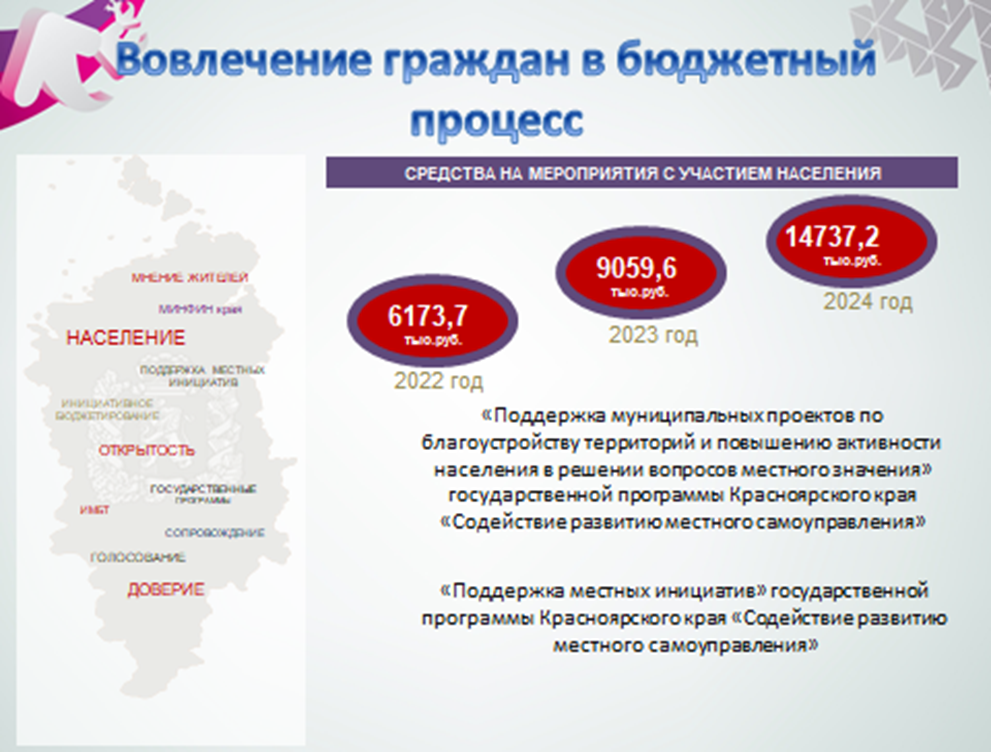 Вовлечение граждан в бюджетный
процесс
СРЕДСТВА НА МЕРОПРИЯТИЯ С УЧАСТИЕМ НАСЕЛЕНИЯ
МНЕНИЕ ЖИТЕЛЕЙ
МИНФИН края
НАСЕЛЕНИЕ
ПОДДЕРЖКА МЕСТНЫХ
ИНИЦИАТИВ
ИНИЦИАТИВНОЕ
БЮДЖЕТИРОВАНИЕ
ОТКРЫТОСТЬ
ГОСУДАРСТВЕННЫЕ
ПРОГРАММЫ
ИМБТ
СОПРОВОЖДЕНИЕ
ГОЛОСОВАНИЕ
ДОВЕРИЕ
6173,7
тыс.руб.
2022 год
9059,6
тыс.руб.
2023 год
14737,2
тыс.руб.
2024 год
«Поддержка муниципальных проектов по
благоустройству территорий и повышению активности
населения в решении вопросов местного значения»
государственной программы Красноярского края
«Содействие развитию местного самоуправления»
«Поддержка местных инициатив» государственной
программы Красноярского края «Содействие развитию
местного самоуправления»